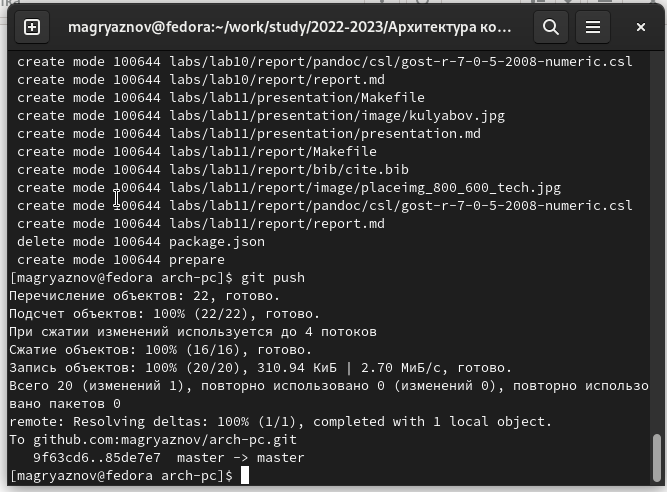 magryaznov@fedora:~/work/study/2022-2023/Архитектура ко...
create mode 100644 labs/lab10/report/pandoc/csl/gost-r-7-0-5-2008-numeric.csl
create mode 100644 labs/lab10/report/report.md
create mode 100644 labs/lab11/presentation/Makefile
create mode 100644 labs/lab11/presentation/image/kulyabov.jpg
create mode 100644 labs/lab11/presentation/presentation.md
create mode 100644 labs/lab11/report/Makefile
create mode 100644 labs/lab11/report/bib/cite.bib
create mode 100644 labs/lab11/report/image/placeimg_800_600_tech.jpg
create mode 100644 labs/lab11/report/pandoc/csl/gost-r-7-0-5-2008-numeric.csl
create mode 100644 labs/lab11/report/report.md
delete mode 100644 package.json
create mode 100644 prepare
[magryaznov@fedora arch-pc]$ git push
Перечисление объектов: 22, готово.
Подсчет объектов: 100% (22/22), готово.
При сжатии изменений используется до 4 потоков
Сжатие объектов: 100% (16/16), готово.
Запись объектов: 100% (20/20), 310.94 КиБ | 2.70 МиБ/с, готово.
Всего 20 (изменений 1), повторно использовано 0 (изменений 0), повторно использо
вано пакетов 0
remote: Resolving deltas: 100% (1/1), completed with 1 local object.
To github.com:magryaznov/arch-pc.git
9f63cd6..85de7e7  master -> master
[magryaznov@fedora arch-pc]$